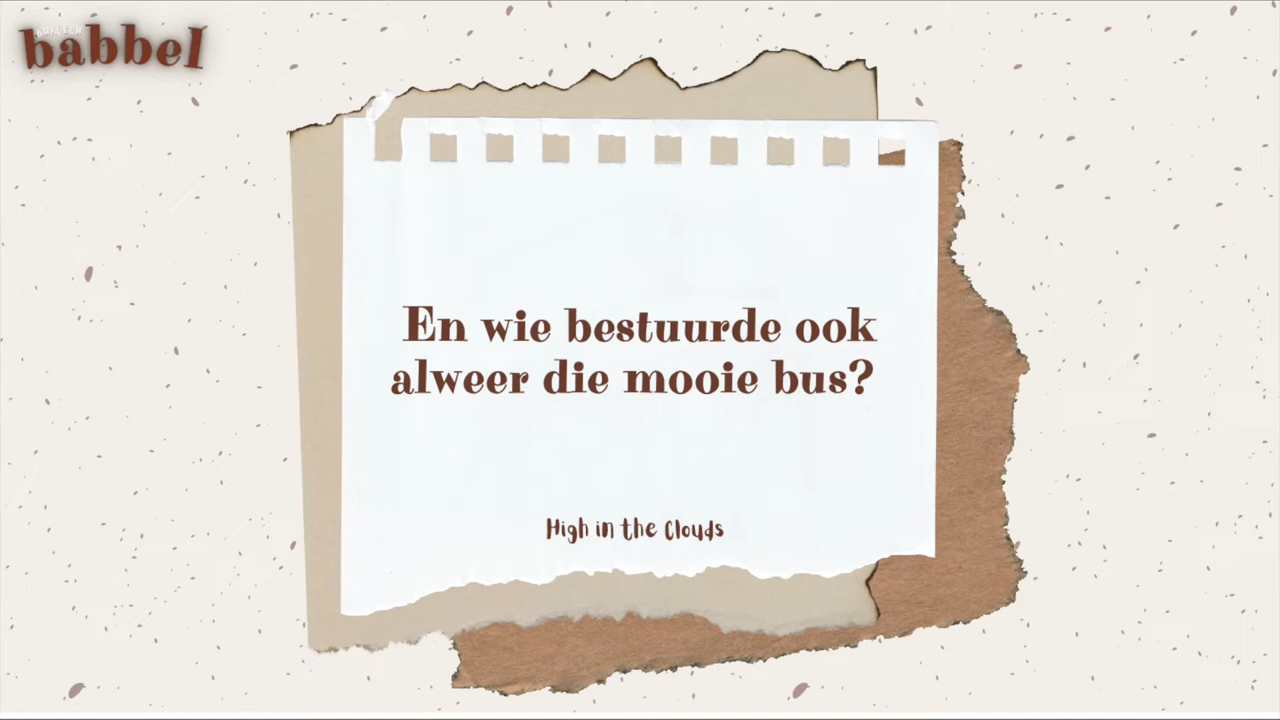 babbel
En wie bestuurde ook
alweer die mooie bus?
High in the Clouds